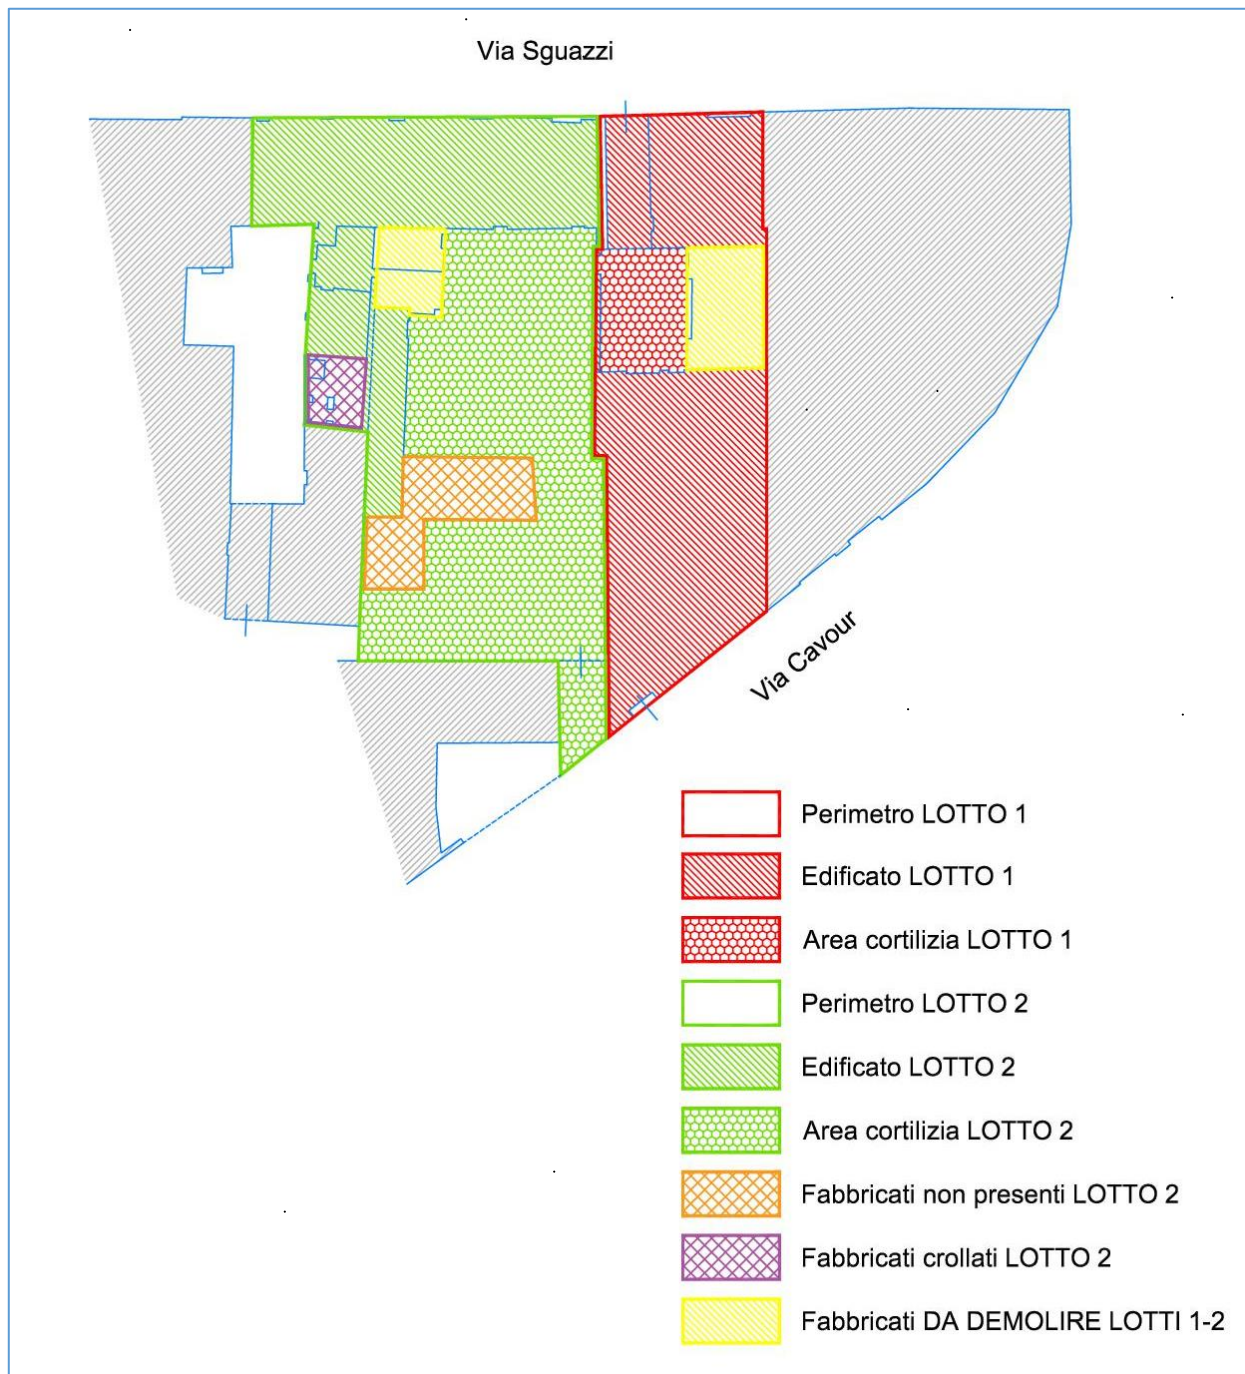 Via Sguazzi
Via Cavour
Perimetro LOTTO 1
Edificato LOTTO 1
Area cortilizia LOTTO 1
Perimetro LOTTO 2
Edificato LOTTO 2
Area cortilizia LOTTO 2
Fabbricati non presenti LOTTO 2
Fabbricati crollati LOTTO 2
Fabbricati DA DEMOLIRE LOTTI 1-2